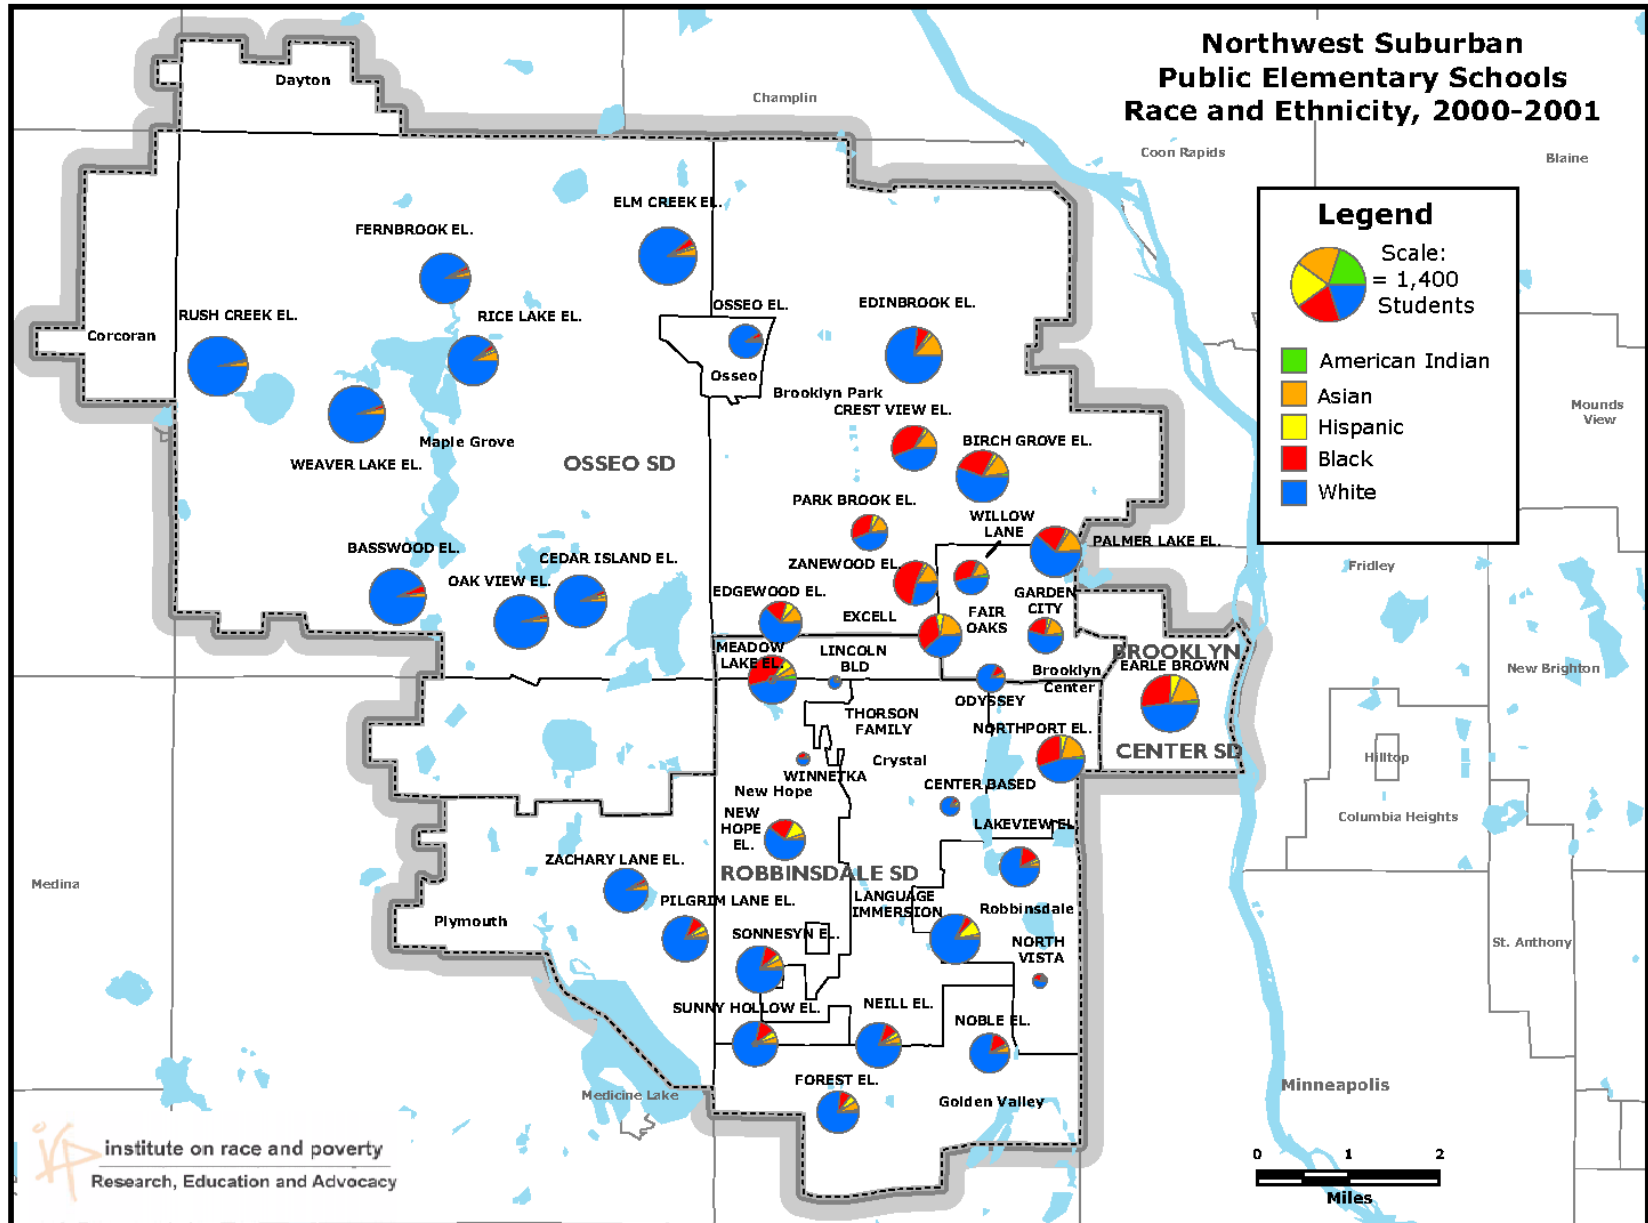 Northwest Suburban
Public Elementary Schools
Race and Ethnicity, 2000-2001
Dayton
Champlin
Coon Rapids
Blaine
Legend
Scale:
= 1,400
Students
American Indian
Asian
Hispanic
Black
White
ELM CREEK EL.
FERNBROOK EL.
RUSH CREEK EL.
RICE LAKE EL.
OSSEO EL.
EDINBROOK EL.
Corcoran
Osseo
Brooklyn Park
CREST VIEW EL.
Mounds
View
Maple Grove
BIRCH GROVE EL.
WEAVER LAKE EL.
OSSEO SD
PARK BROOK EL.
WILLOW
LANE
PALMER LAKE EL.
BASSWOOD EL.
CEDAR ISLAND EL.
OAK VIEW EL.
ZANEWOOD EL.
Fridley
EDGEWOOD EL.
GARDEN
CITY
EXCELL
FAIR
OAKS
MEADOW
LAKE EL.
LINCOLN
BLD
BROOKLYN
EARLE BROWN
Brooklyn
Center
New Brighton
ODYSSEY
THORSON
FAMILY
NORTHPORT EL.
CENTER SD
Crystal
Hilltop
WINNETKA
New Hope
CENTER BASED
NEW
HOPE
EL.
LAKEVIEW EL.
Columbia Heights
ZACHARY LANE EL.
ROBBINSDALE SD
Medina
PILGRIM LANE EL.
LANGUAGE
IMMERSION
Robbinsdale
Plymouth
SONNESYN EL.
NORTH
VISTA
St. Anthony
SUNNY HOLLOW EL.
NEILL EL.
NOBLE EL.
FOREST EL.
Medicine Lake
Golden Valley
Minneapolis
irp
institute on race and poverty
Research, Education and Advocacy
0 1 2
Miles